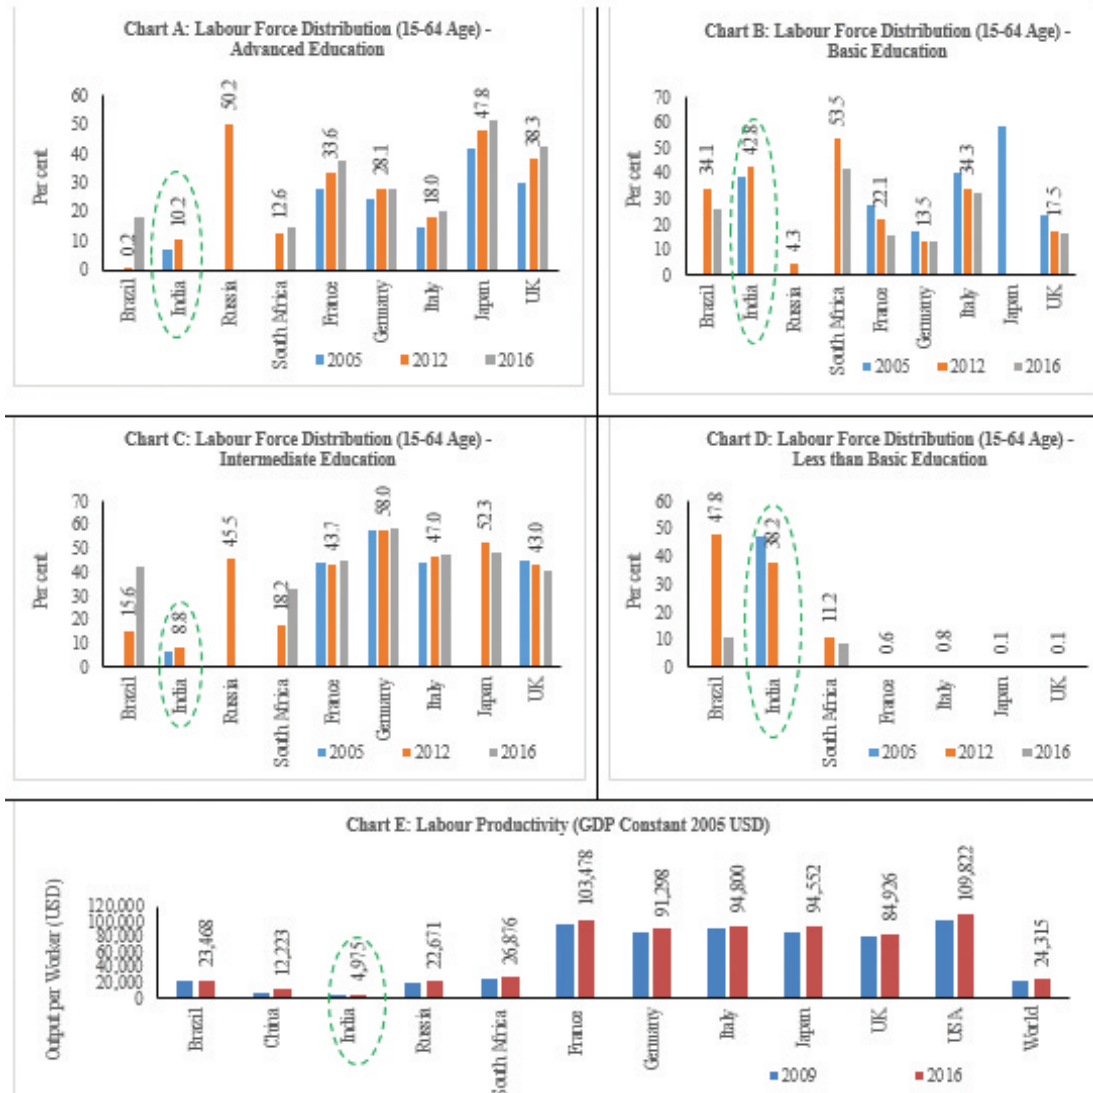 Chart A: Labour Force Distribution (15-64 Age) -
Advanced Education
Per cent
60
50
40
30
20
10
0
0.2
10.2
50.2
12.6
33.6
28.1
18.0
47.8
38.3
Brazil
India
Russia
South Africa
France
Germany
Italy
Japan
UK
2005
2012
2016
Chart B: Labour Force Distribution (15-64 Age) -
Basic Education
Per cent
70
60
50
40
30
20
10
0
34.1
42.8
4.3
53.5
22.1
13.5
34.3
17.5
Brazil
India
Russia
South Africa
France
Germany
Italy
Japan
UK
2005
2012
2016
Chart C: Labour Force Distribution (15-64 Age) -
Intermediate Education
Per cent
70
60
50
40
30
20
10
0
15.6
8.8
45.5
18.2
43.7
58.0
47.0
52.3
43.0
Brazil
India
Russia
South Africa
France
Germany
Italy
Japan
UK
2005
2012
2016
Chart D: Labour Force Distribution (15-64 Age) -
Less than Basic Education
Per cent
60
50
40
30
20
10
0
47.8
38.2
11.2
0.6
0.8
0.1
0.1
Brazil
India
South Africa
France
Italy
Japan
UK
2005
2012
2016
Chart E: Labour Productivity (GDP Constant 2005 USD)
Output per Worker (USD)
120,000
100,000
80,000
60,000
40,000
20,000
0
23,468
12,223
4,975
22,671
26,876
103,478
91,298
94,800
94,552
84,926
109,822
24,315
Brazil
China
India
Russia
South Africa
France
Germany
Italy
Japan
UK
USA
World
2009
2016